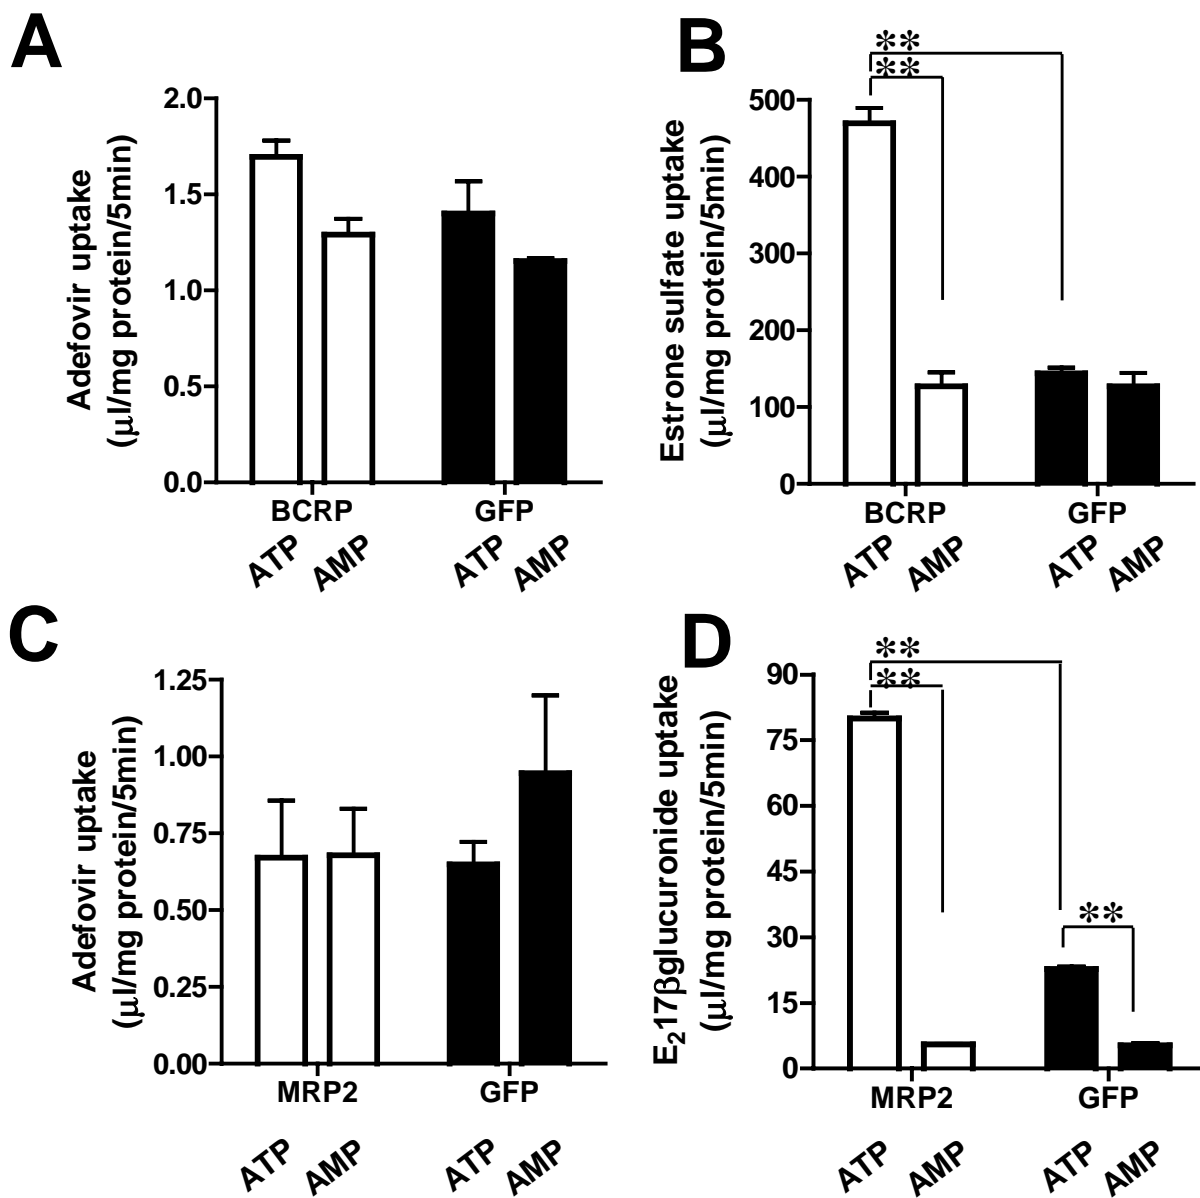 A
Adefovir uptake
(μl/mg protein/5min)
2.0
1.5
1.0
0.5
0.0
BCRP
GFP
ATP
AMP
ATP
AMP
B
**
**
Estrone sulfate uptake
(μl/mg protein/5min)
500
400
300
200
100
0
BCRP
GFP
ATP
AMP
ATP
AMP
C
Adefovir uptake
(μl/mg protein/5min)
1.25
1.00
0.75
0.50
0.25
0.00
MRP2
GFP
ATP
AMP
ATP
AMP
D
**
**
**
E₂17βglucuronide uptake
(μl/mg protein/5min)
90
75
60
45
30
15
0
MRP2
GFP
ATP
AMP
ATP
AMP